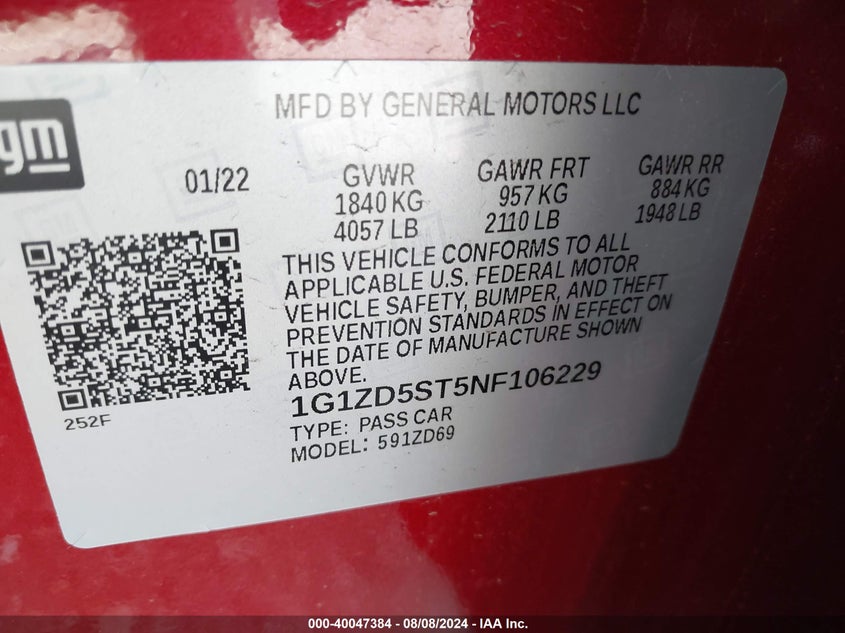 gm
MFD BY GENERAL MOTORS LLC
01/22 GVWR GAWR FRT GAWR RR
1840 KG 957 KG 884 KG
4057 LB 2110 LB 1948 LB
THIS VEHICLE CONFORMS TO ALL
APPLICABLE U.S. FEDERAL MOTOR
VEHICLE SAFETY, BUMPER, AND THEFT
PREVENTION STANDARDS IN EFFECT ON
THE DATE OF MANUFACTURE SHOWN
ABOVE.
1G1ZD5ST5NF106229
TYPE: PASS CAR
MODEL: 591ZD69
252F
000-40047384 - 08/08/2024 - IAA Inc.